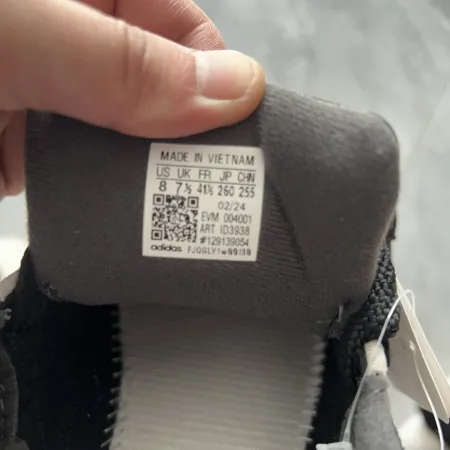 MADE IN VIETNAM
US UK FR JP CHN
8 7½ 41⅓ 260 255
02/24
EVM 004001
ART ID3938
#129139054
adidas